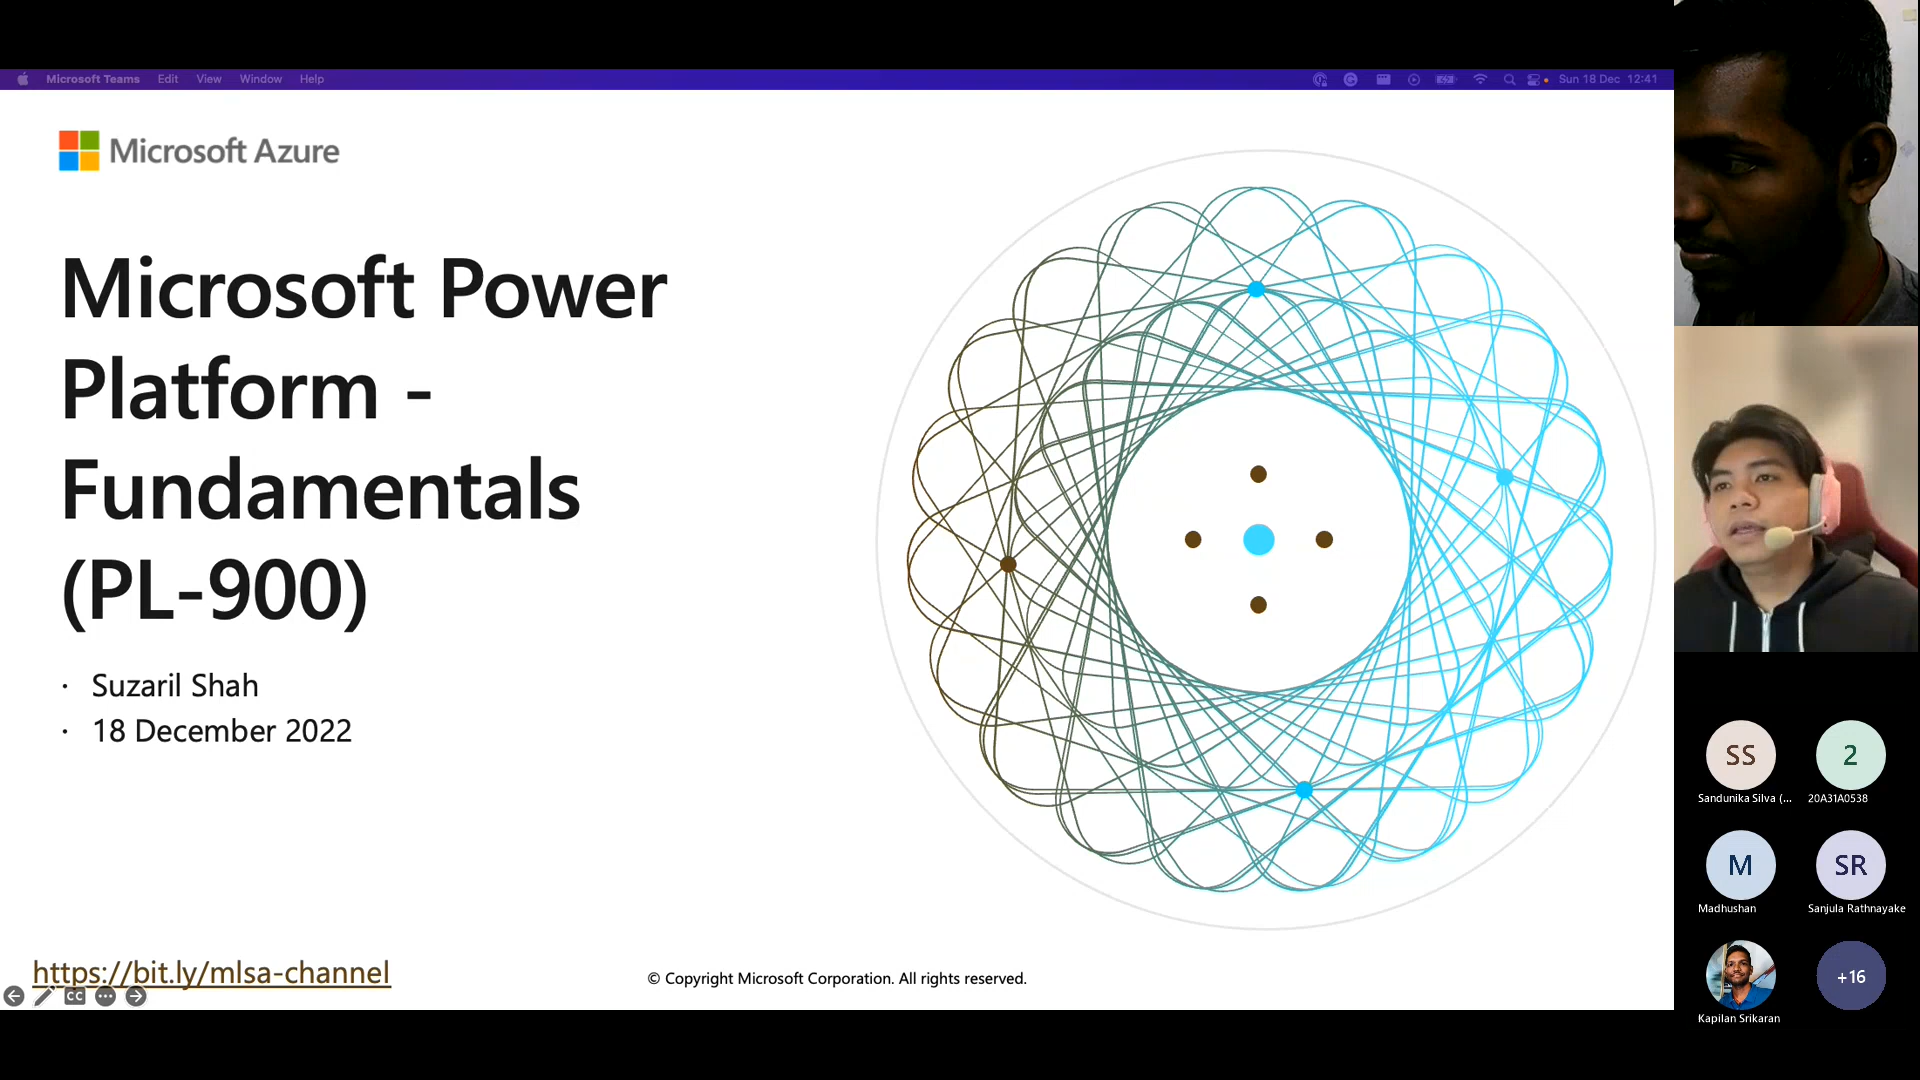 Microsoft Teams Edit View Window Help
Sun 18 Dec 12:41
Microsoft Azure
Microsoft Power
Platform -
Fundamentals
(PL-900)
· Suzaril Shah
· 18 December 2022
https://bit.ly/mlsa-channel
CC
© Copyright Microsoft Corporation. All rights reserved.
SS
2
Sandunika Silva (...
20A31A0538
M
SR
Madhushan
Sanjula Rathnayake
+16
Kapilan Srikaran